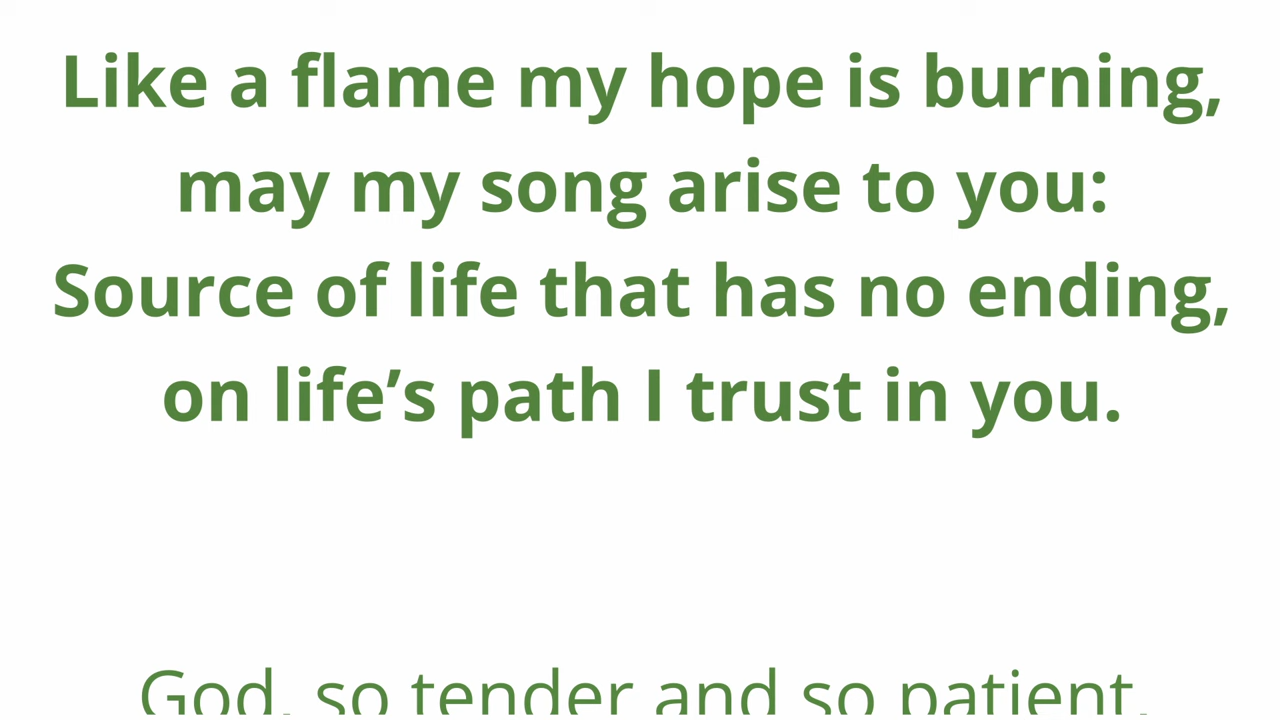 Like a flame my hope is burning,
may my song arise to you:
Source of life that has no ending,
on life’s path I trust in you.
God, so tender and so patient,